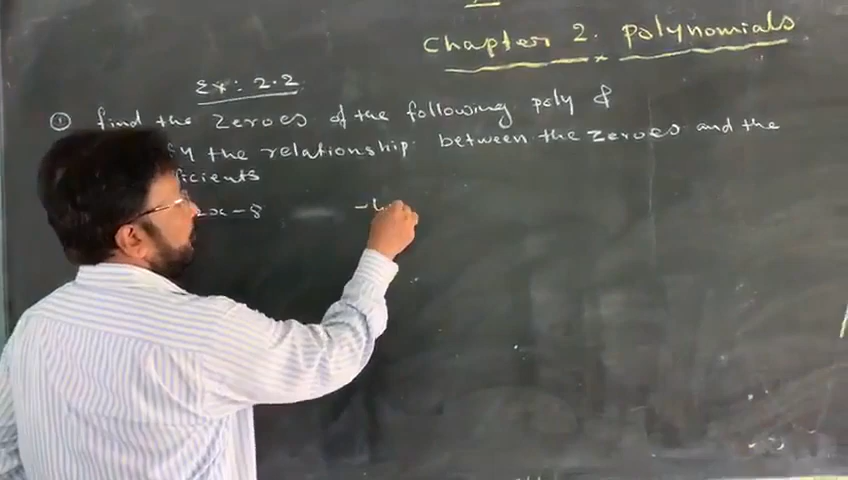 Chapter 2. Polynomials
Ex: 2.2
① find the zeroes of the following poly &
fy the relationship between the zeroes and the
ficients
2x-8